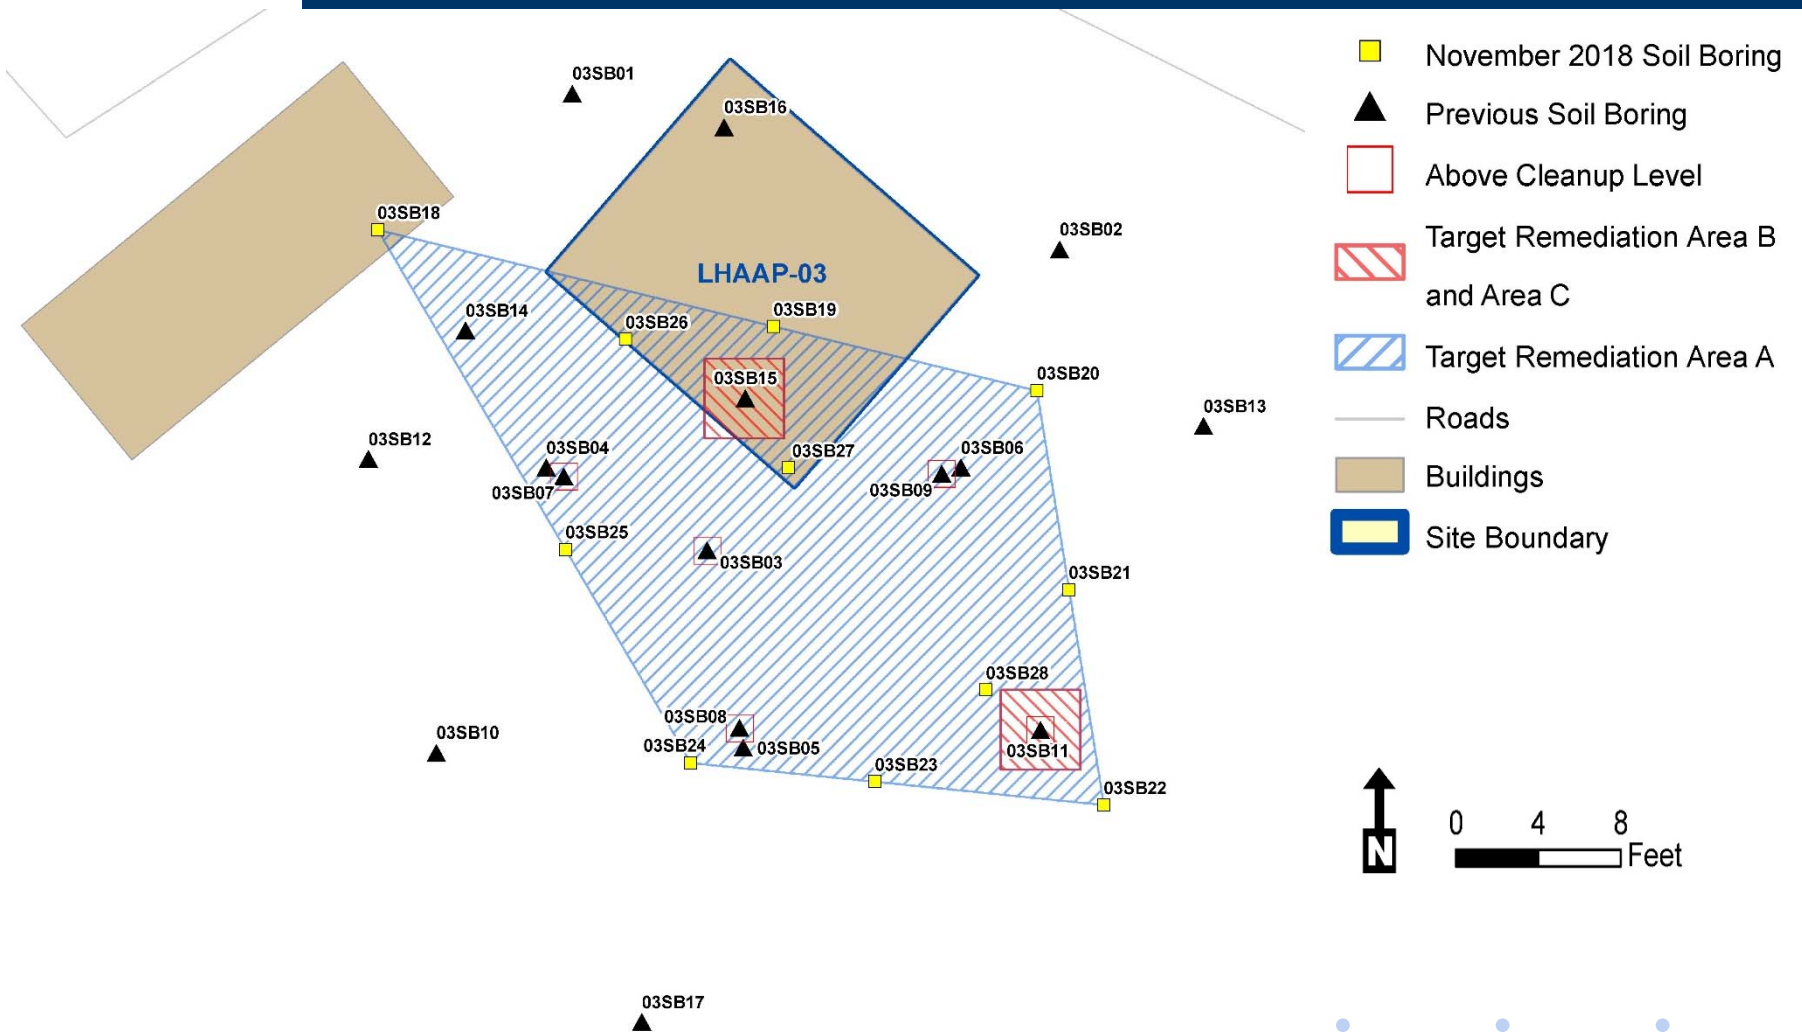 03SB01
03SB16
03SB18
03SB02
LHAAP-03
03SB14
03SB26
03SB19
03SB15
03SB20
03SB13
03SB12
03SB04
03SB07
03SB27
03SB06
03SB09
03SB25
03SB03
03SB21
03SB28
03SB08
03SB05
03SB24
03SB11
03SB10
03SB23
03SB22
03SB17
November 2018 Soil Boring
Previous Soil Boring
Above Cleanup Level
Target Remediation Area B
and Area C
Target Remediation Area A
Roads
Buildings
Site Boundary
N
0 4 8
Feet